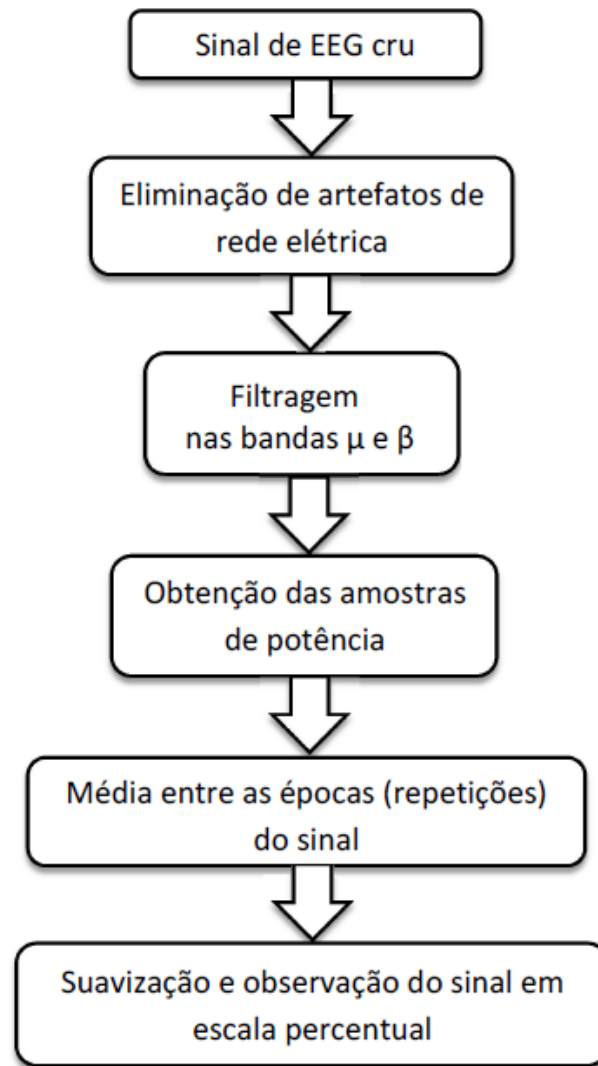 Sinal de EEG cru
Eliminação de artefatos de
rede elétrica
Filtragem
nas bandas μ e β
Obtenção das amostras
de potência
Média entre as épocas (repetições)
do sinal
Suavização e observação do sinal em
escala percentual